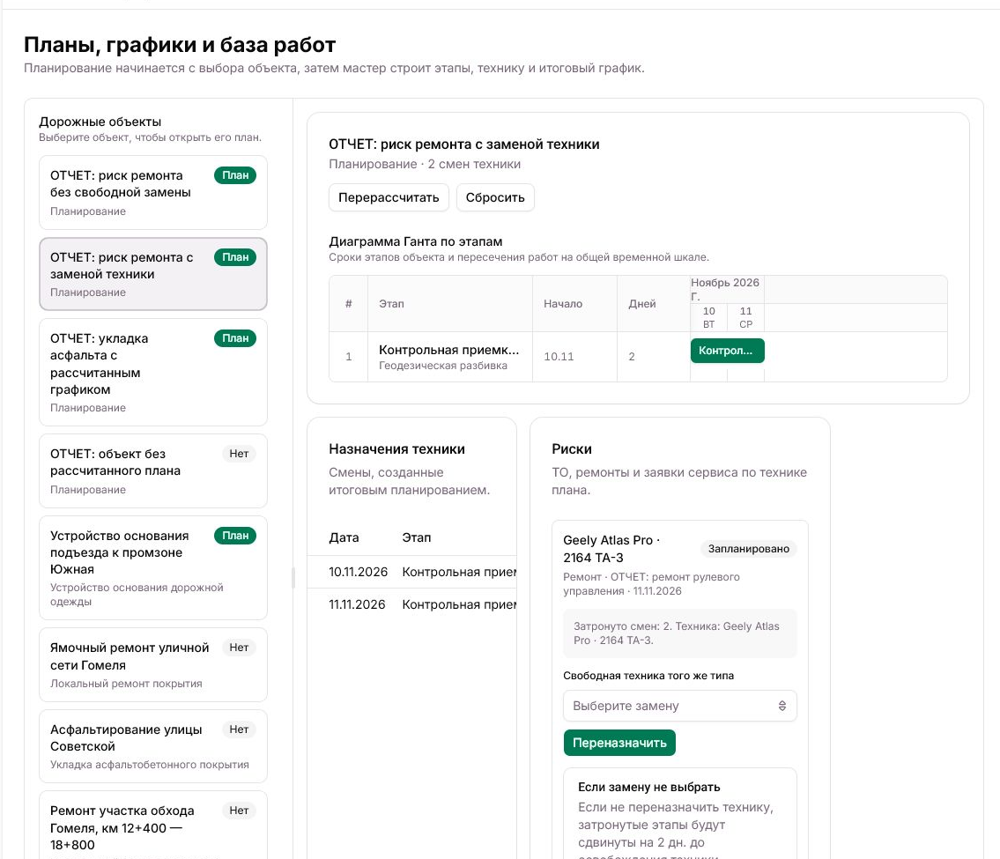 Планы, графики и база работ
Планирование начинается с выбора объекта, затем мастер строит этапы, технику и итоговый график.
Дорожные объекты
Выберите объект, чтобы открыть его план.
ОТЧЕТ: риск ремонта
без свободной замены
План
Планирование
ОТЧЕТ: риск ремонта с
заменой техники
План
Планирование
ОТЧЕТ: укладка
асфальта с
рассчитанным
графиком
План
Планирование
ОТЧЕТ: объект без
рассчитанного плана
Нет
Планирование
Устройство основания
подъезда к промзоне
Южная
План
Устройство основания дорожной
одежды
Ямочный ремонт уличной
сети Гомеля
Нет
Локальный ремонт покрытия
Асфальтирование улицы
Советской
Нет
Укладка асфальтобетонного покрытия
Ремонт участка обхода
Гомеля, км 12+400 —
18+800
Нет
ОТЧЕТ: риск ремонта с заменой техники
Планирование · 2 смен техники
Перерассчитать
Сбросить
Диаграмма Ганта по этапам
Сроки этапов объекта и пересечения работ на общей временной шкале.
# Этап Начало Дней
Ноябрь 2026
Г.
10 11
ВТ СР
1 Контрольная приемк... 10.11 2 Контрол...
Геодезическая разбивка
Назначения техники
Смены, созданные
итоговым планированием.
Дата Этап
10.11.2026 Контрольная прием
11.11.2026 Контрольная прием
Риски
ТО, ремонты и заявки сервиса по технике
плана.
Geely Atlas Pro ·
2164 TA-3
Запланировано
Ремонт · ОТЧЕТ: ремонт рулевого
управления · 11.11.2026
Затронуто смен: 2. Техника: Geely Atlas
Pro · 2164 TA-3.
Свободная техника того же типа
Выберите замену
Переназначить
Если замену не выбрать
Если не переназначить технику,
затронутые этапы будут
сдвинуты на 2 дн. до
освобождения техники.